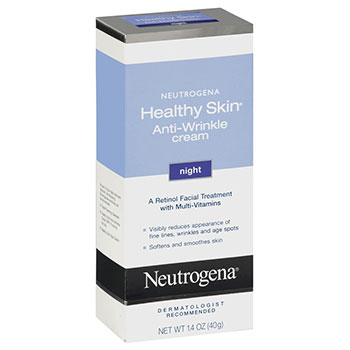 NEUTROGENA
Healthy Skin®
Anti-Wrinkle
cream
night
A Retinol Facial Treatment
with Multi-Vitamins
• Visibly reduces appearance of
fine lines, wrinkles and age spots
• Softens and smoothes skin
Neutrogena®
DERMATOLOGIST
RECOMMENDED
NET WT 1.4 OZ (40g)